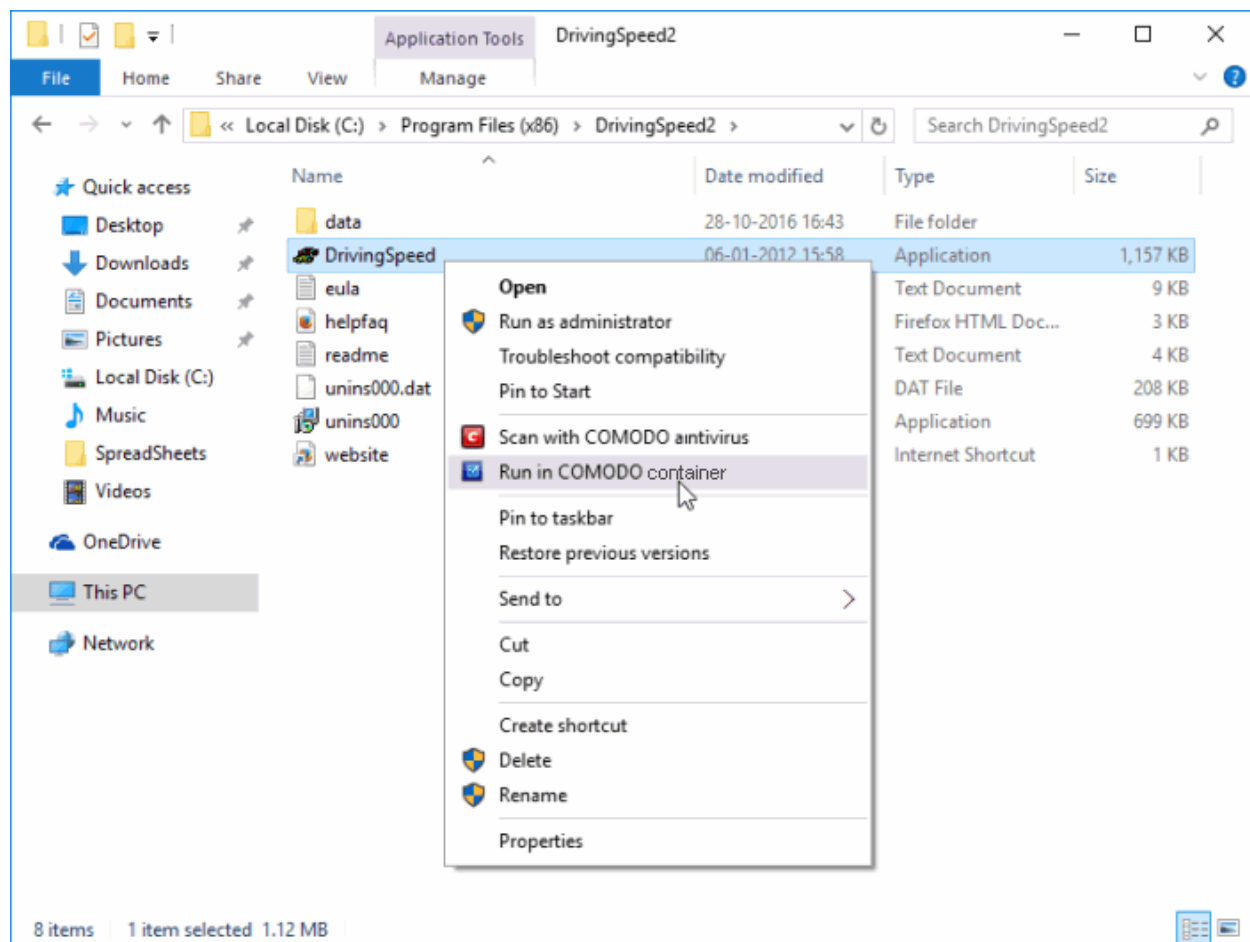 Application Tools DrivingSpeed2
File Home Share View Manage
« Local Disk (C:) > Program Files (x86) > DrivingSpeed2 > Search DrivingSpeed2
Name Date modified Type Size
Quick access
Desktop
Downloads
Documents
Pictures
Local Disk (C:)
Music
SpreadSheets
Videos
OneDrive
This PC
Network
data 28-10-2016 16:43 File folder
DrivingSpeed 06-01-2012 15:58 Application 1,157 KB
eula Text Document 9 KB
helpfaq Firefox HTML Doc... 3 KB
readme Text Document 4 KB
unins000.dat DAT File 208 KB
unins000 Application 699 KB
website Internet Shortcut 1 KB
Open
Run as administrator
Troubleshoot compatibility
Pin to Start
Scan with COMODO antivirus
Run in COMODO container
Pin to taskbar
Restore previous versions
Send to
Cut
Copy
Create shortcut
Delete
Rename
Properties
8 items 1 item selected 1.12 MB